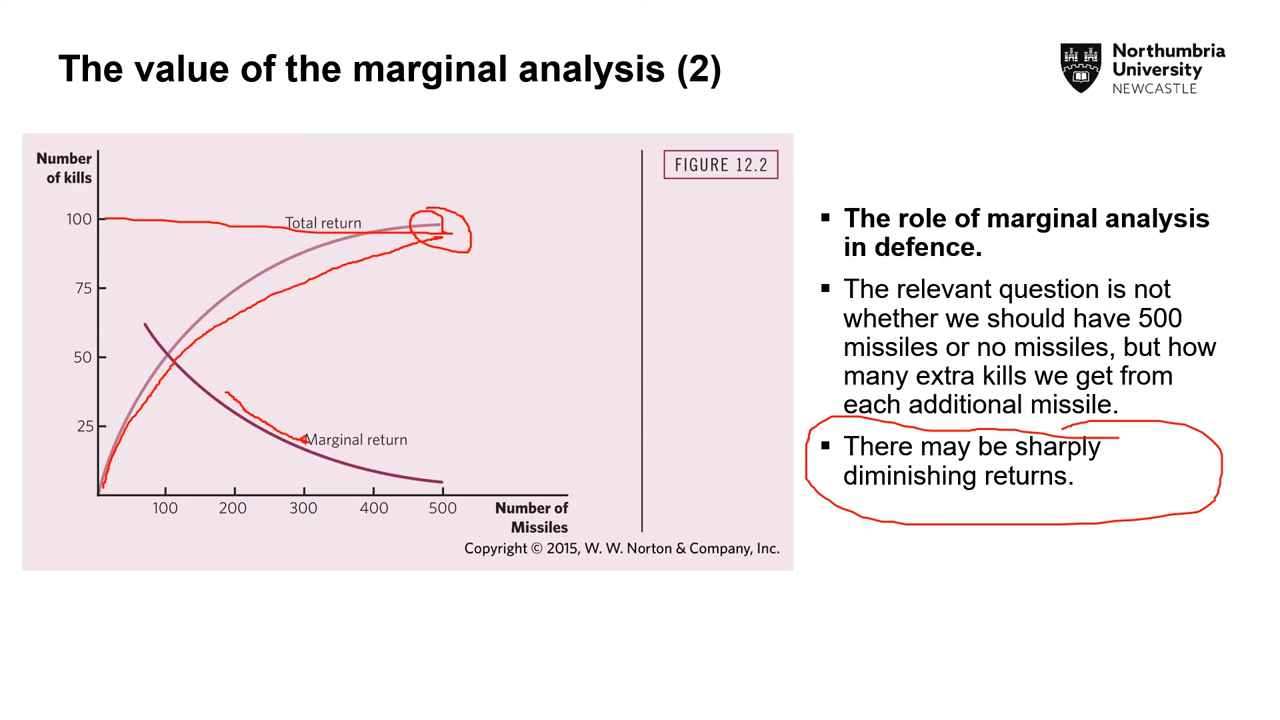 The value of the marginal analysis (2)
Northumbria
University
NEWCASTLE
Number
of kills
FIGURE 12.2
100
Total return
75
50
25
Marginal return
100 200 300 400 500 Number of
Missiles
Copyright © 2015, W. W. Norton & Company, Inc.
▪ The role of marginal analysis
in defence.
▪ The relevant question is not
whether we should have 500
missiles or no missiles, but how
many extra kills we get from
each additional missile.
▪ There may be sharply
diminishing returns.